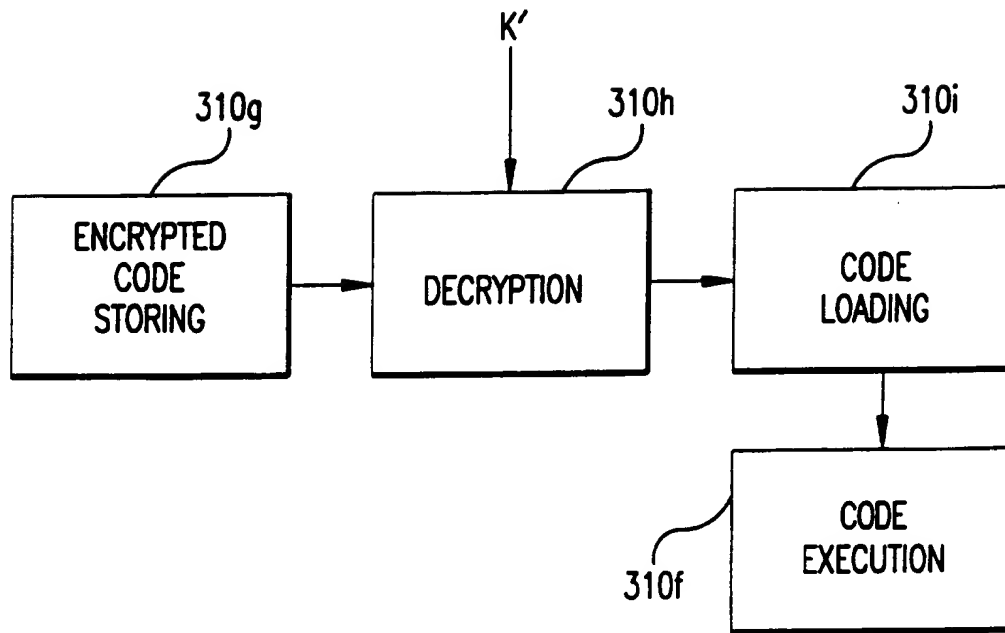 K'
310g
310h
310i
ENCRYPTED
CODE
STORING
DECRYPTION
CODE
LOADING
CODE
EXECUTION
310f